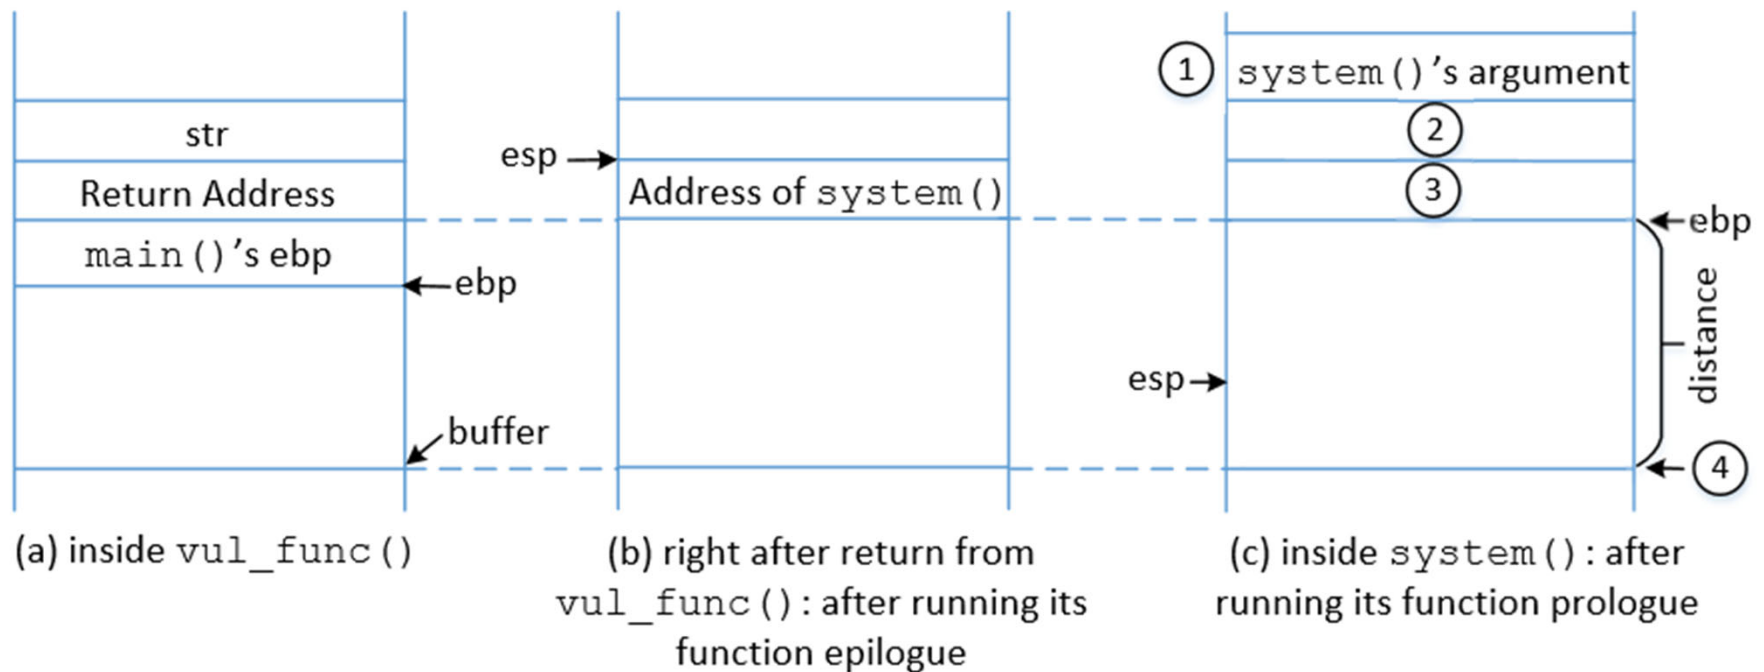 str
Return Address
main()'s ebp
ebp
buffer
(a) inside vul_func()
esp
Address of system()
(b) right after return from
vul_func(): after running its
function epilogue
1
system()'s argument
2
3
ebp
distance
esp
4
(c) inside system(): after
running its function prologue